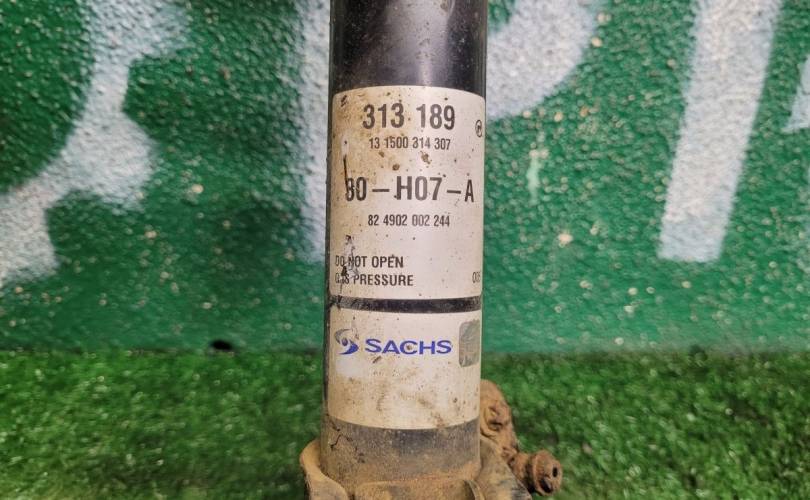 313 189
13 1500 314 307
80-H07-A
82 4902 002 244
DO NOT OPEN
GAS PRESSURE
SACHS